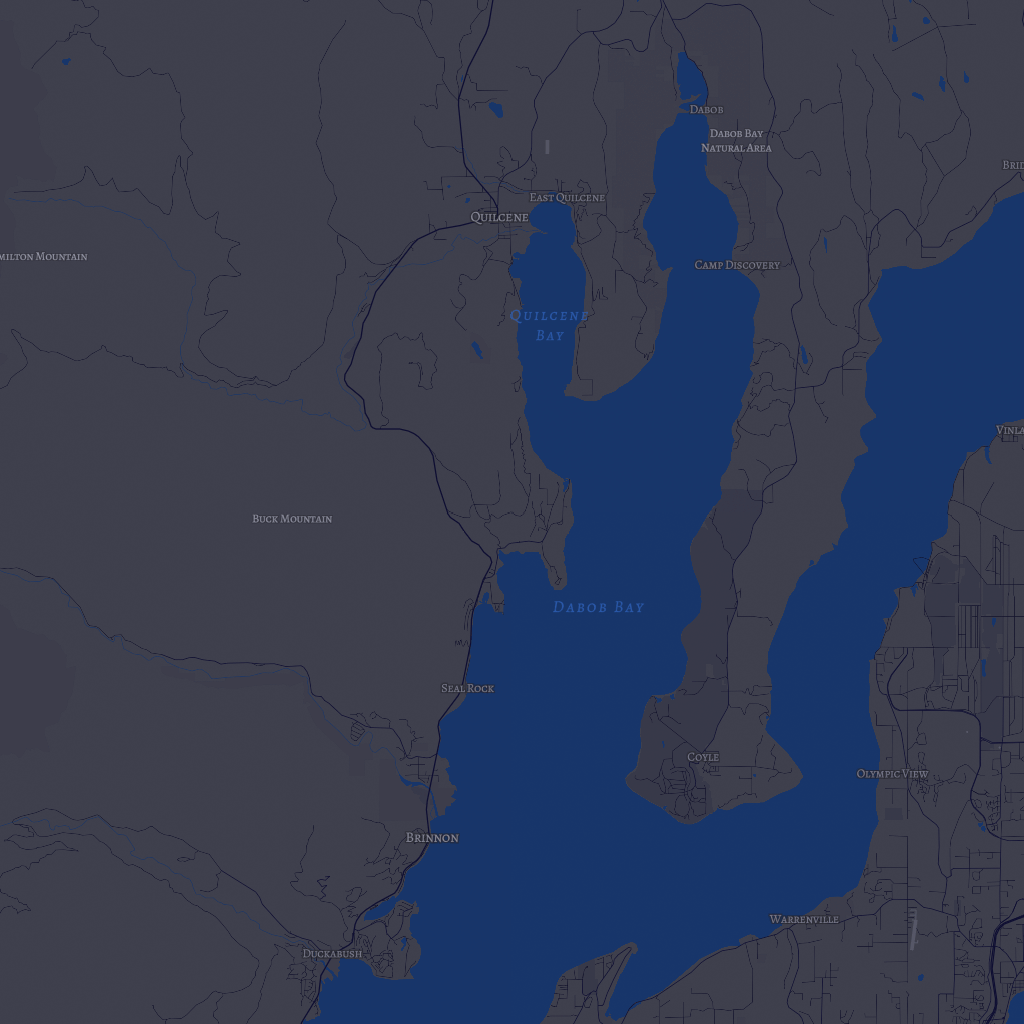 Dabob
Dabob Bay
Natural Area
East Quilcene
Quilcene
milton Mountain
Camp Discovery
Quilcene
Bay
Vinla
Buck Mountain
Dabob Bay
Seal Rock
Coyle
Olympic View
Brinnon
Warrenville
Duckabush